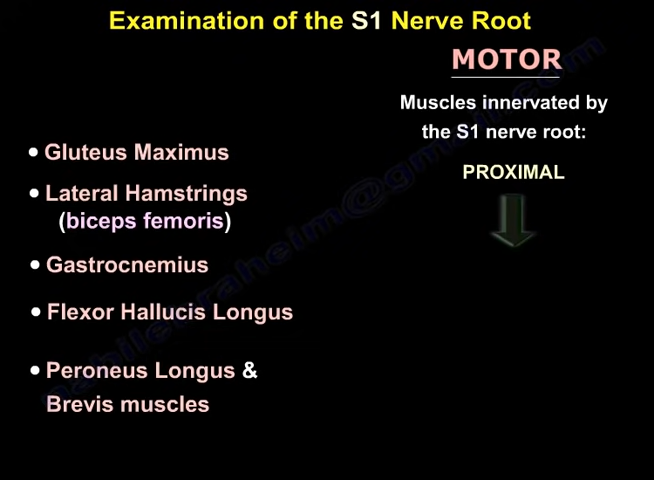 Examination of the S1 Nerve Root
MOTOR
Muscles innervated by
the S1 nerve root:
PROXIMAL
• Gluteus Maximus
• Lateral Hamstrings
(biceps femoris)
• Gastrocnemius
• Flexor Hallucis Longus
• Peroneus Longus &
Brevis muscles